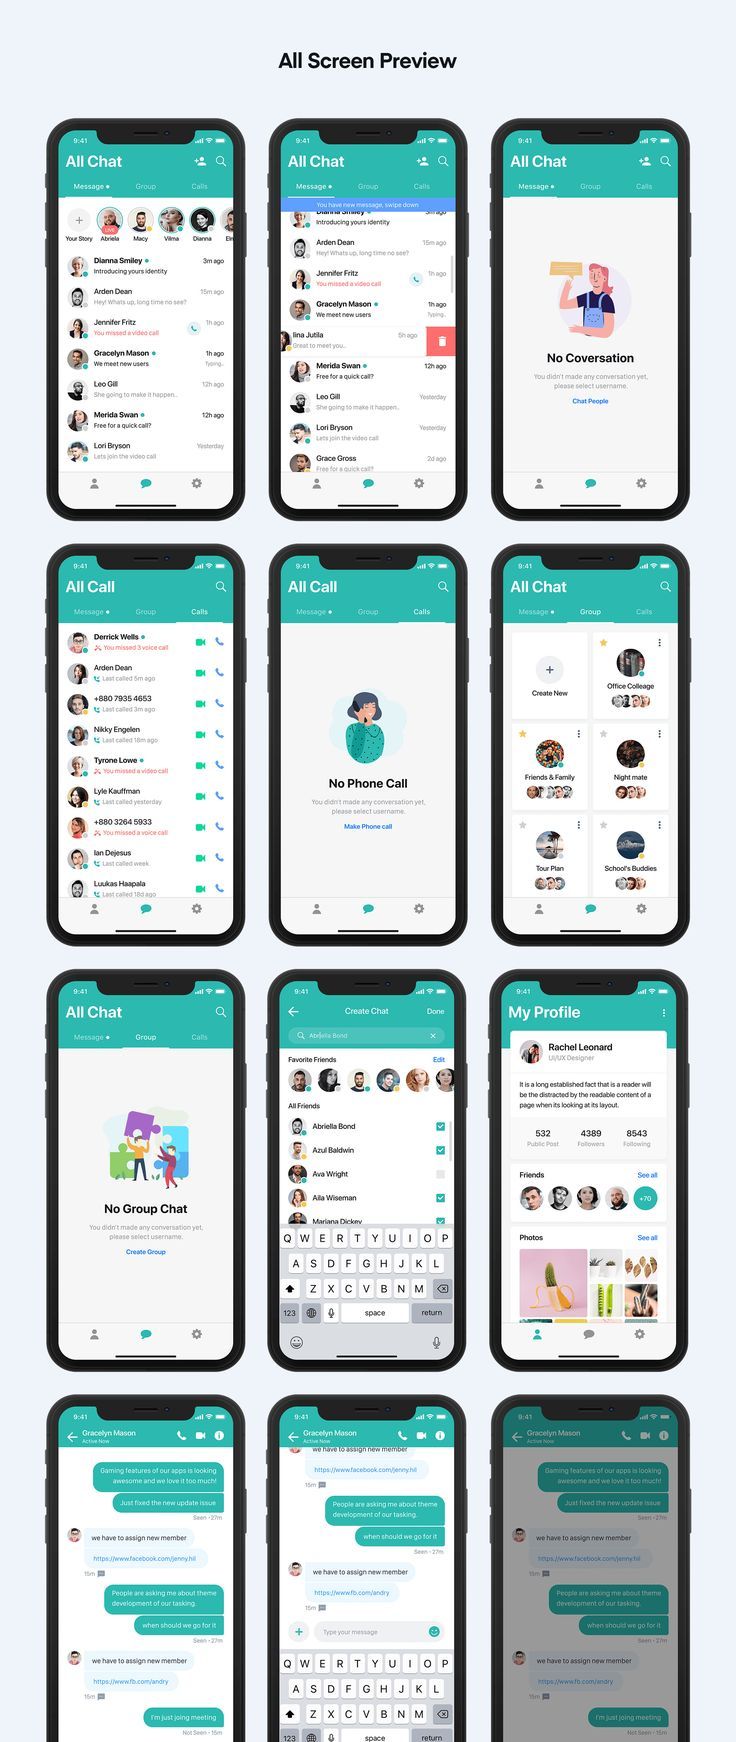 All Screen Preview
9:41
All Chat
Message
Group
Calls
LIVE
Your Story
Abriela
Macy
Vilma
Dianna
Dianna Smiley
3m ago
Introducing yours identity
Arden Dean
15m ago
Hey! Whats up, long time no see?
Jennifer Fritz
1h ago
You missed a video call
Gracelyn Mason
1h ago
We meet new users
Typing..
Leo Gill
12h ago
She going to make it happen..
Merida Swan
12h ago
Free for a quick call?
Lori Bryson
Yesterday
Lets join the video call
9:41
All Chat
Message
Group
Calls
You have new message, swipe down
Dianna Smiley
3m ago
Introducing yours identity
Arden Dean
15m ago
Hey! Whats up, long time no see?
Jennifer Fritz
1h ago
You missed a video call
Gracelyn Mason
1h ago
We meet new users
Typing..
lina Jutila
5h ago
Great to meet you..
Merida Swan
12h ago
Free for a quick call?
Leo Gill
Yesterday
She going to make it happen..
Lori Bryson
Yesterday
Lets join the video call
Grace Gross
2d ago
Free for a quick call?
9:41
All Chat
Message
Group
Calls
No Coversation
You didn't made any conversation yet,
please select username.
Chat People
9:41
All Call
Message
Group
Calls
Derrick Wells
You missed 3 voice call
Arden Dean
Last called 5m ago
+880 7935 4653
Last called 3m ago
Nikky Engelen
Last called 18m ago
Tyrone Lowe
You missed a video call
Lyle Kauffman
Last called yesterday
+880 3264 5933
You missed a voice call
Ian Dejesus
Last called week
Luukas Haapala
Last called 18d ago
9:41
All Call
Message
Group
Calls
No Phone Call
You didn't made any conversation yet,
please select username.
Make Phone call
9:41
All Chat
Message
Group
Calls
Create New
Office Colleage
Friends & Family
Night mate
Tour Plan
School's Buddies
9:41
All Chat
Message
Group
Calls
No Group Chat
You didn't made any conversation yet,
please select username.
Create Group
9:41
Create Chat
Done
Abriella Bond
Favorite Friends
Edit
All Friends
Abriella Bond
Azul Baldwin
Ava Wright
Aila Wiseman
Mariana Dickey
Q W E R T Y U I O P
A S D F G H J K L
Z X C V B N M
123
space
return
9:41
My Profile
Rachel Leonard
UI/UX Designer
It is a long established fact that is a reader will
be the distracted by the readable content of a
page when its looking at its layout.
532
4389
8543
Public Post
Followers
Following
Friends
See all
+70
Photos
See all
9:41
Gracelyn Mason
Active Now
Gaming features of our apps is looking
awesome and we love it too much!
Just fixed the new update issue
Seen - 27m
we have to assign new member
https://www.facebook.com/jenny.hil
15m
People are asking me about theme
development of our tasking.
when should we go for it
Seen - 27m
we have to assign new member
https://www.fb.com/andry
15m
I'm just joing meeting
Not Seen - 15m
9:41
Gracelyn Mason
Active Now
we have to assign new member
https://www.facebook.com/jenny.hil
15m
People are asking me about theme
development of our tasking.
when should we go for it
Seen - 27m
we have to assign new member
https://www.fb.com/andry
15m
Type your message
Q W E R T Y U I O P
A S D F G H J K L
Z X C V B N M
123
space
return
9:41
Gracelyn Mason
Active Now
Gaming features of our apps is looking
awesome and we love it too much!
Just fixed the new update issue
Seen - 27m
we have to assign new member
https://www.facebook.com/jenny.hil
15m
People are asking me about theme
development of our tasking.
when should we go for it
Seen - 27m
we have to assign new member
https://www.fb.com/andry
15m
I'm just joing meeting
Not Seen - 15m